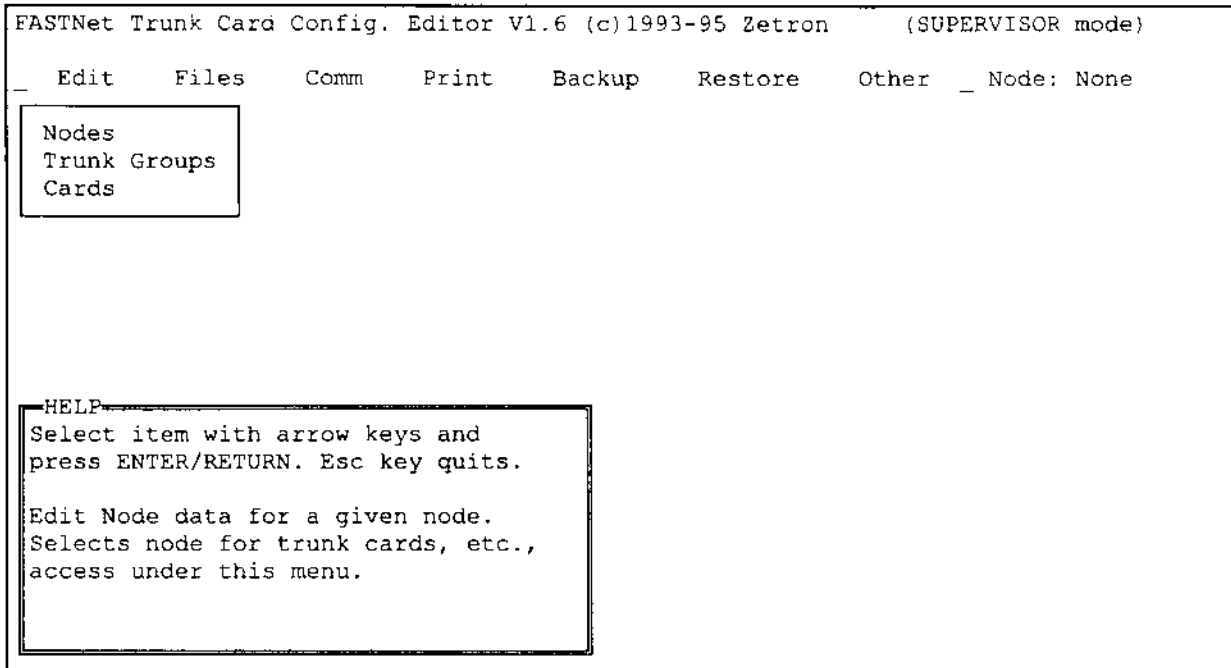 FASTNet Trunk Card Config. Editor V1.6 (c)1993-95 Zetron (SUPERVISOR mode)
_ Edit Files Comm Print Backup Restore Other _ Node: None
Nodes
Trunk Groups
Cards
HELP
Select item with arrow keys and
press ENTER/RETURN. Esc key quits.
Edit Node data for a given node.
Selects node for trunk cards, etc.,
access under this menu.